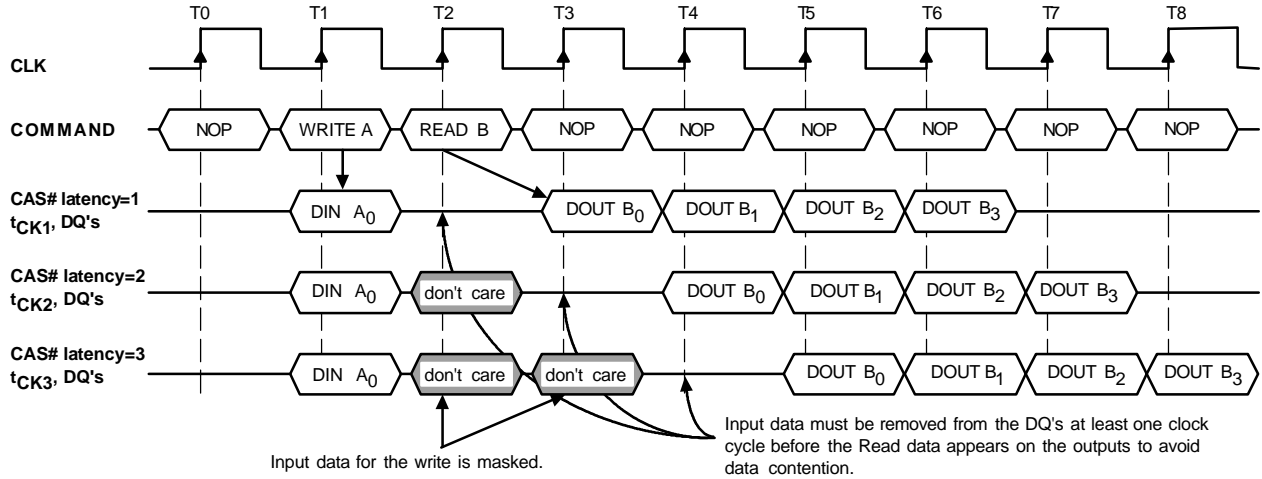 T0 T1 T2 T3 T4 T5 T6 T7 T8
CLK
COMMAND NOP WRITE A READ B NOP NOP NOP NOP NOP NOP
CAS# latency=1
tCK1, DQ's DIN A0 DOUT B0 DOUT B1 DOUT B2 DOUT B3
CAS# latency=2
tCK2, DQ's DIN A0 don't care DOUT B0 DOUT B1 DOUT B2 DOUT B3
CAS# latency=3
tCK3, DQ's DIN A0 don't care don't care DOUT B0 DOUT B1 DOUT B2 DOUT B3
Input data for the write is masked.
Input data must be removed from the DQ's at least one clock
cycle before the Read data appears on the outputs to avoid
data contention.